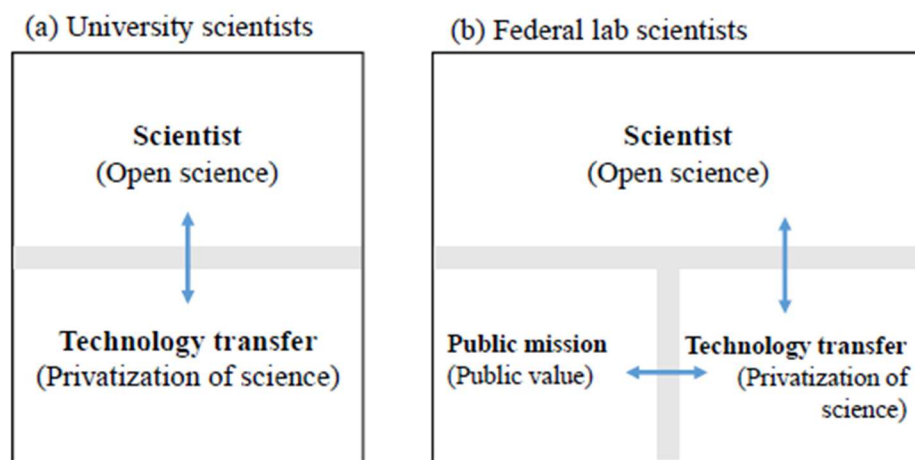 (a) University scientists
Scientist
(Open science)
Technology transfer
(Privatization of science)
(b) Federal lab scientists
Scientist
(Open science)
Public mission
(Public value)
Technology transfer
(Privatization of
science)